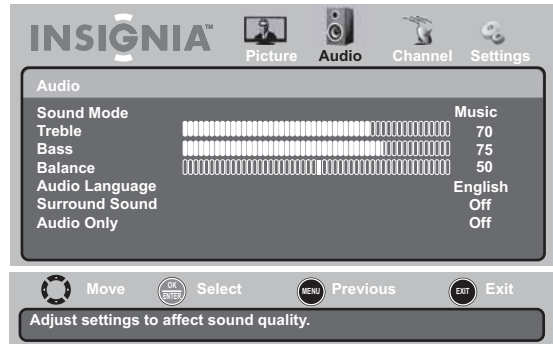 INSIGNIA™
Picture Audio Channel Settings
Audio
Sound Mode Music
Treble 70
Bass 75
Balance 50
Audio Language English
Surround Sound Off
Audio Only Off
Move OK ENTER Select MENU Previous EXIT Exit
Adjust settings to affect sound quality.